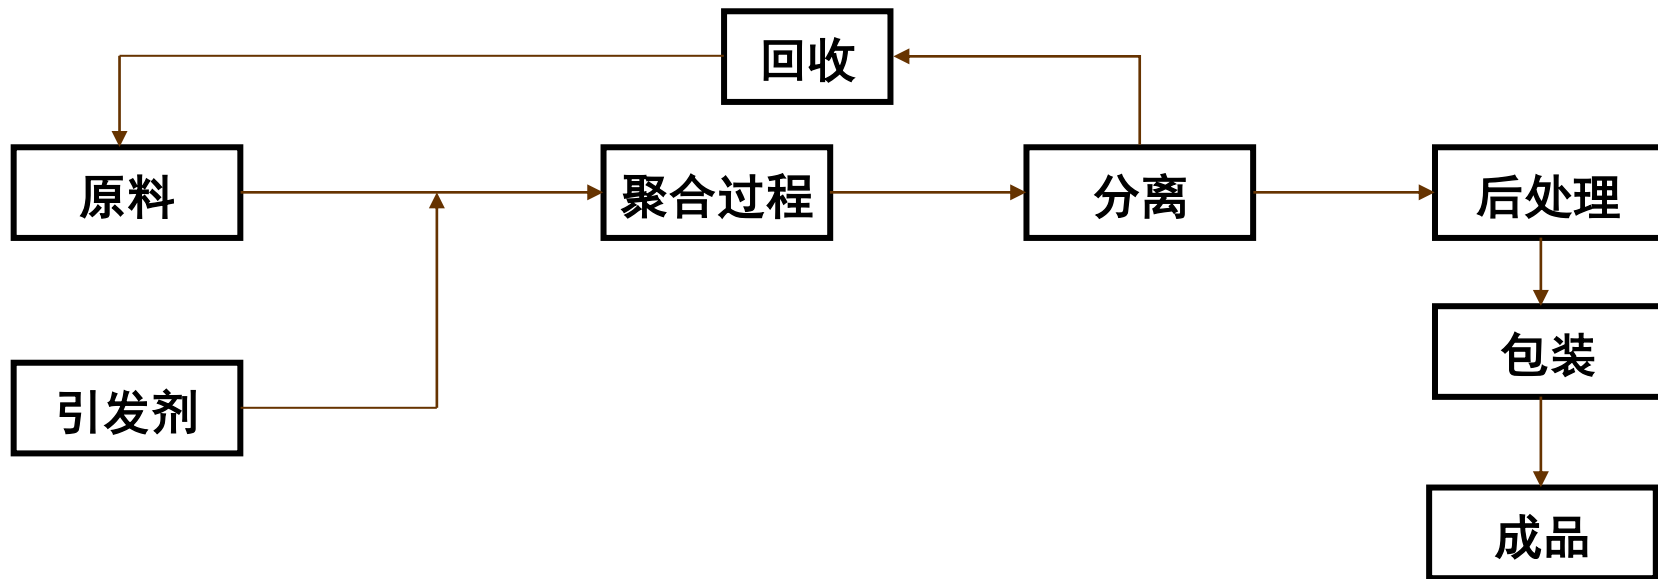 回收
原料
聚合过程
分离
后处理
引发剂
包装
成品